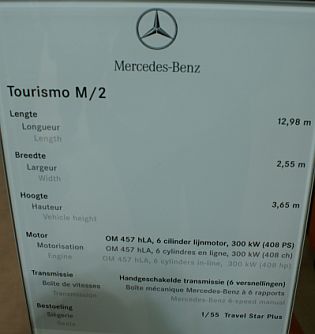 Mercedes-Benz
Tourismo M/2
Lengte
Longueur 12,98 m
Length
Breedte
Largeur 2,55 m
Width
Hoogte
Hauteur 3,65 m
Vehicle height
Motor OM 457 hLA, 6 cilinder lijnmotor, 300 kW (408 PS)
Motorisation OM 457 hLA, 6 cylindres en ligne, 300 kW (408 ch)
Engine OM 457 hLA, 6 cylinders in-line, 300 kW (408 hp)
Transmissie Handgeschakelde transmissie (6 versnellingen)
Boîte de vitesses Boîte mécanique Mercedes-Benz à 6 rapports
Transmission Mercedes-Benz 6-speed manual
Bestoeling
Siègerie 1/55 Travel Star Plus
Seats